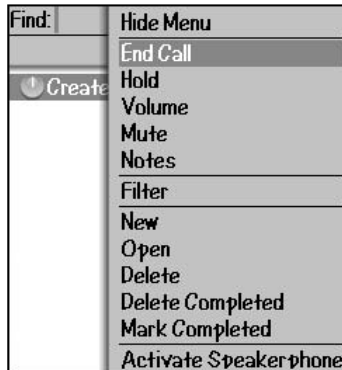 Find:
Create
Hide Menu
End Call
Hold
Volume
Mute
Notes
Filter
New
Open
Delete
Delete Completed
Mark Completed
Activate Speakerphone